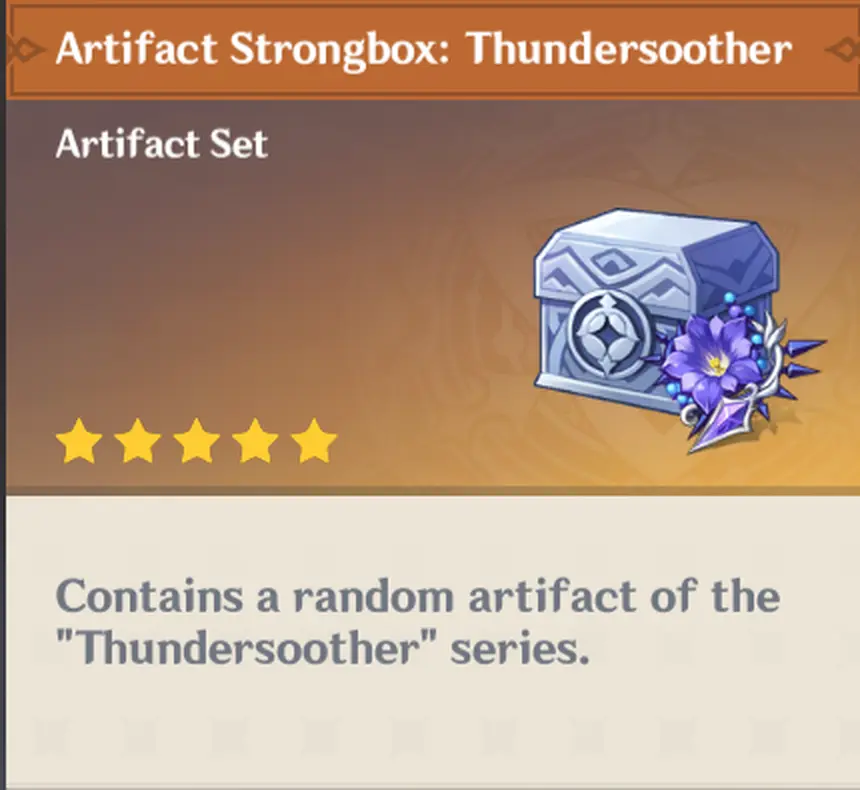 Artifact Strongbox: Thundersoother
Artifact Set
Contains a random artifact of the
"Thundersoother" series.